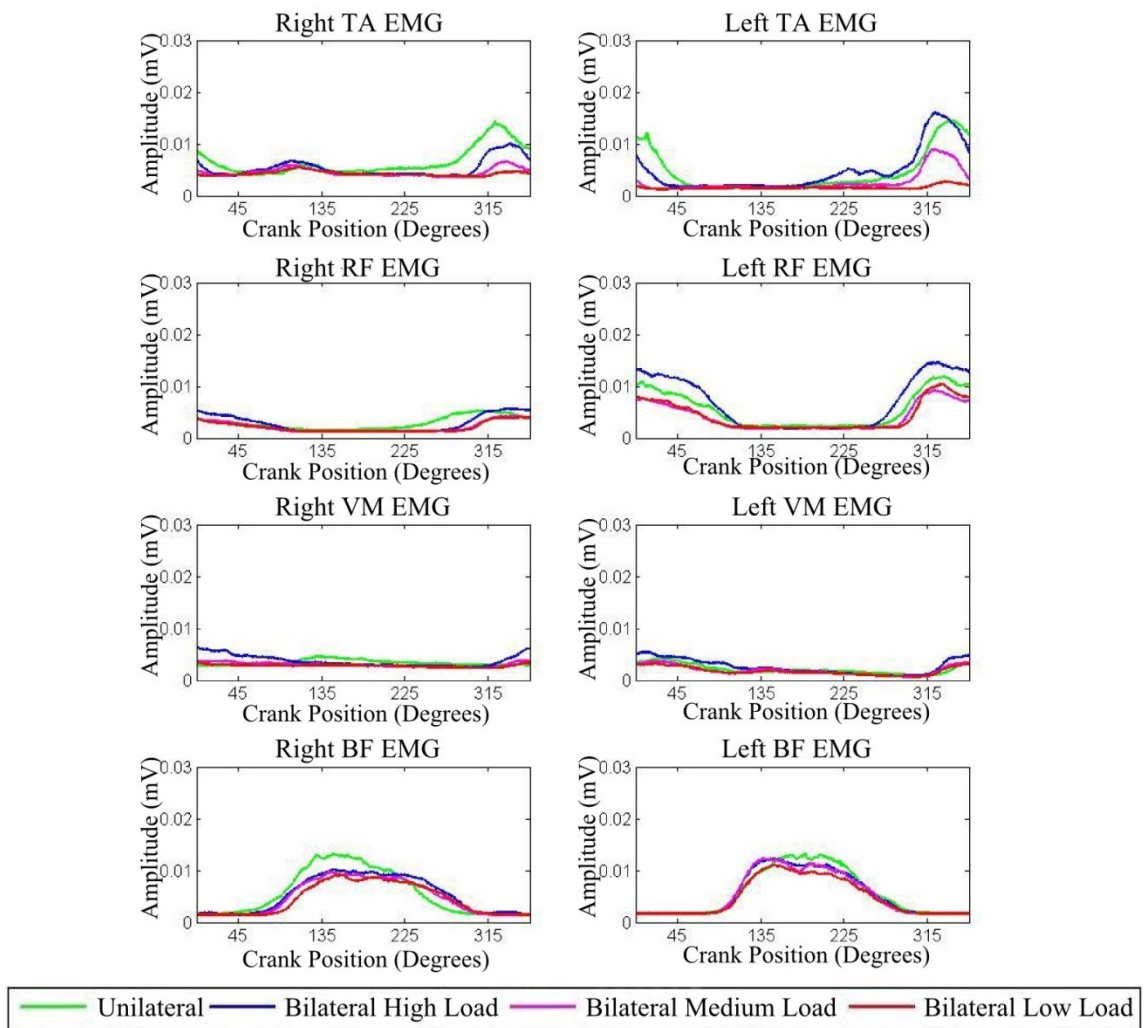 Right TA EMG
Amplitude (mV)
0.03
0.02
0.01
0
45 135 225 315
Crank Position (Degrees)
Left TA EMG
Amplitude (mV)
0.03
0.02
0.01
0
45 135 225 315
Crank Position (Degrees)
Right RF EMG
Amplitude (mV)
0.03
0.02
0.01
0
45 135 225 315
Crank Position (Degrees)
Left RF EMG
Amplitude (mV)
0.03
0.02
0.01
0
45 135 225 315
Crank Position (Degrees)
Right VM EMG
Amplitude (mV)
0.03
0.02
0.01
0
45 135 225 315
Crank Position (Degrees)
Left VM EMG
Amplitude (mV)
0.03
0.02
0.01
0
45 135 225 315
Crank Position (Degrees)
Right BF EMG
Amplitude (mV)
0.03
0.02
0.01
0
45 135 225 315
Crank Position (Degrees)
Left BF EMG
Amplitude (mV)
0.03
0.02
0.01
0
45 135 225 315
Crank Position (Degrees)
Unilateral Bilateral High Load Bilateral Medium Load Bilateral Low Load